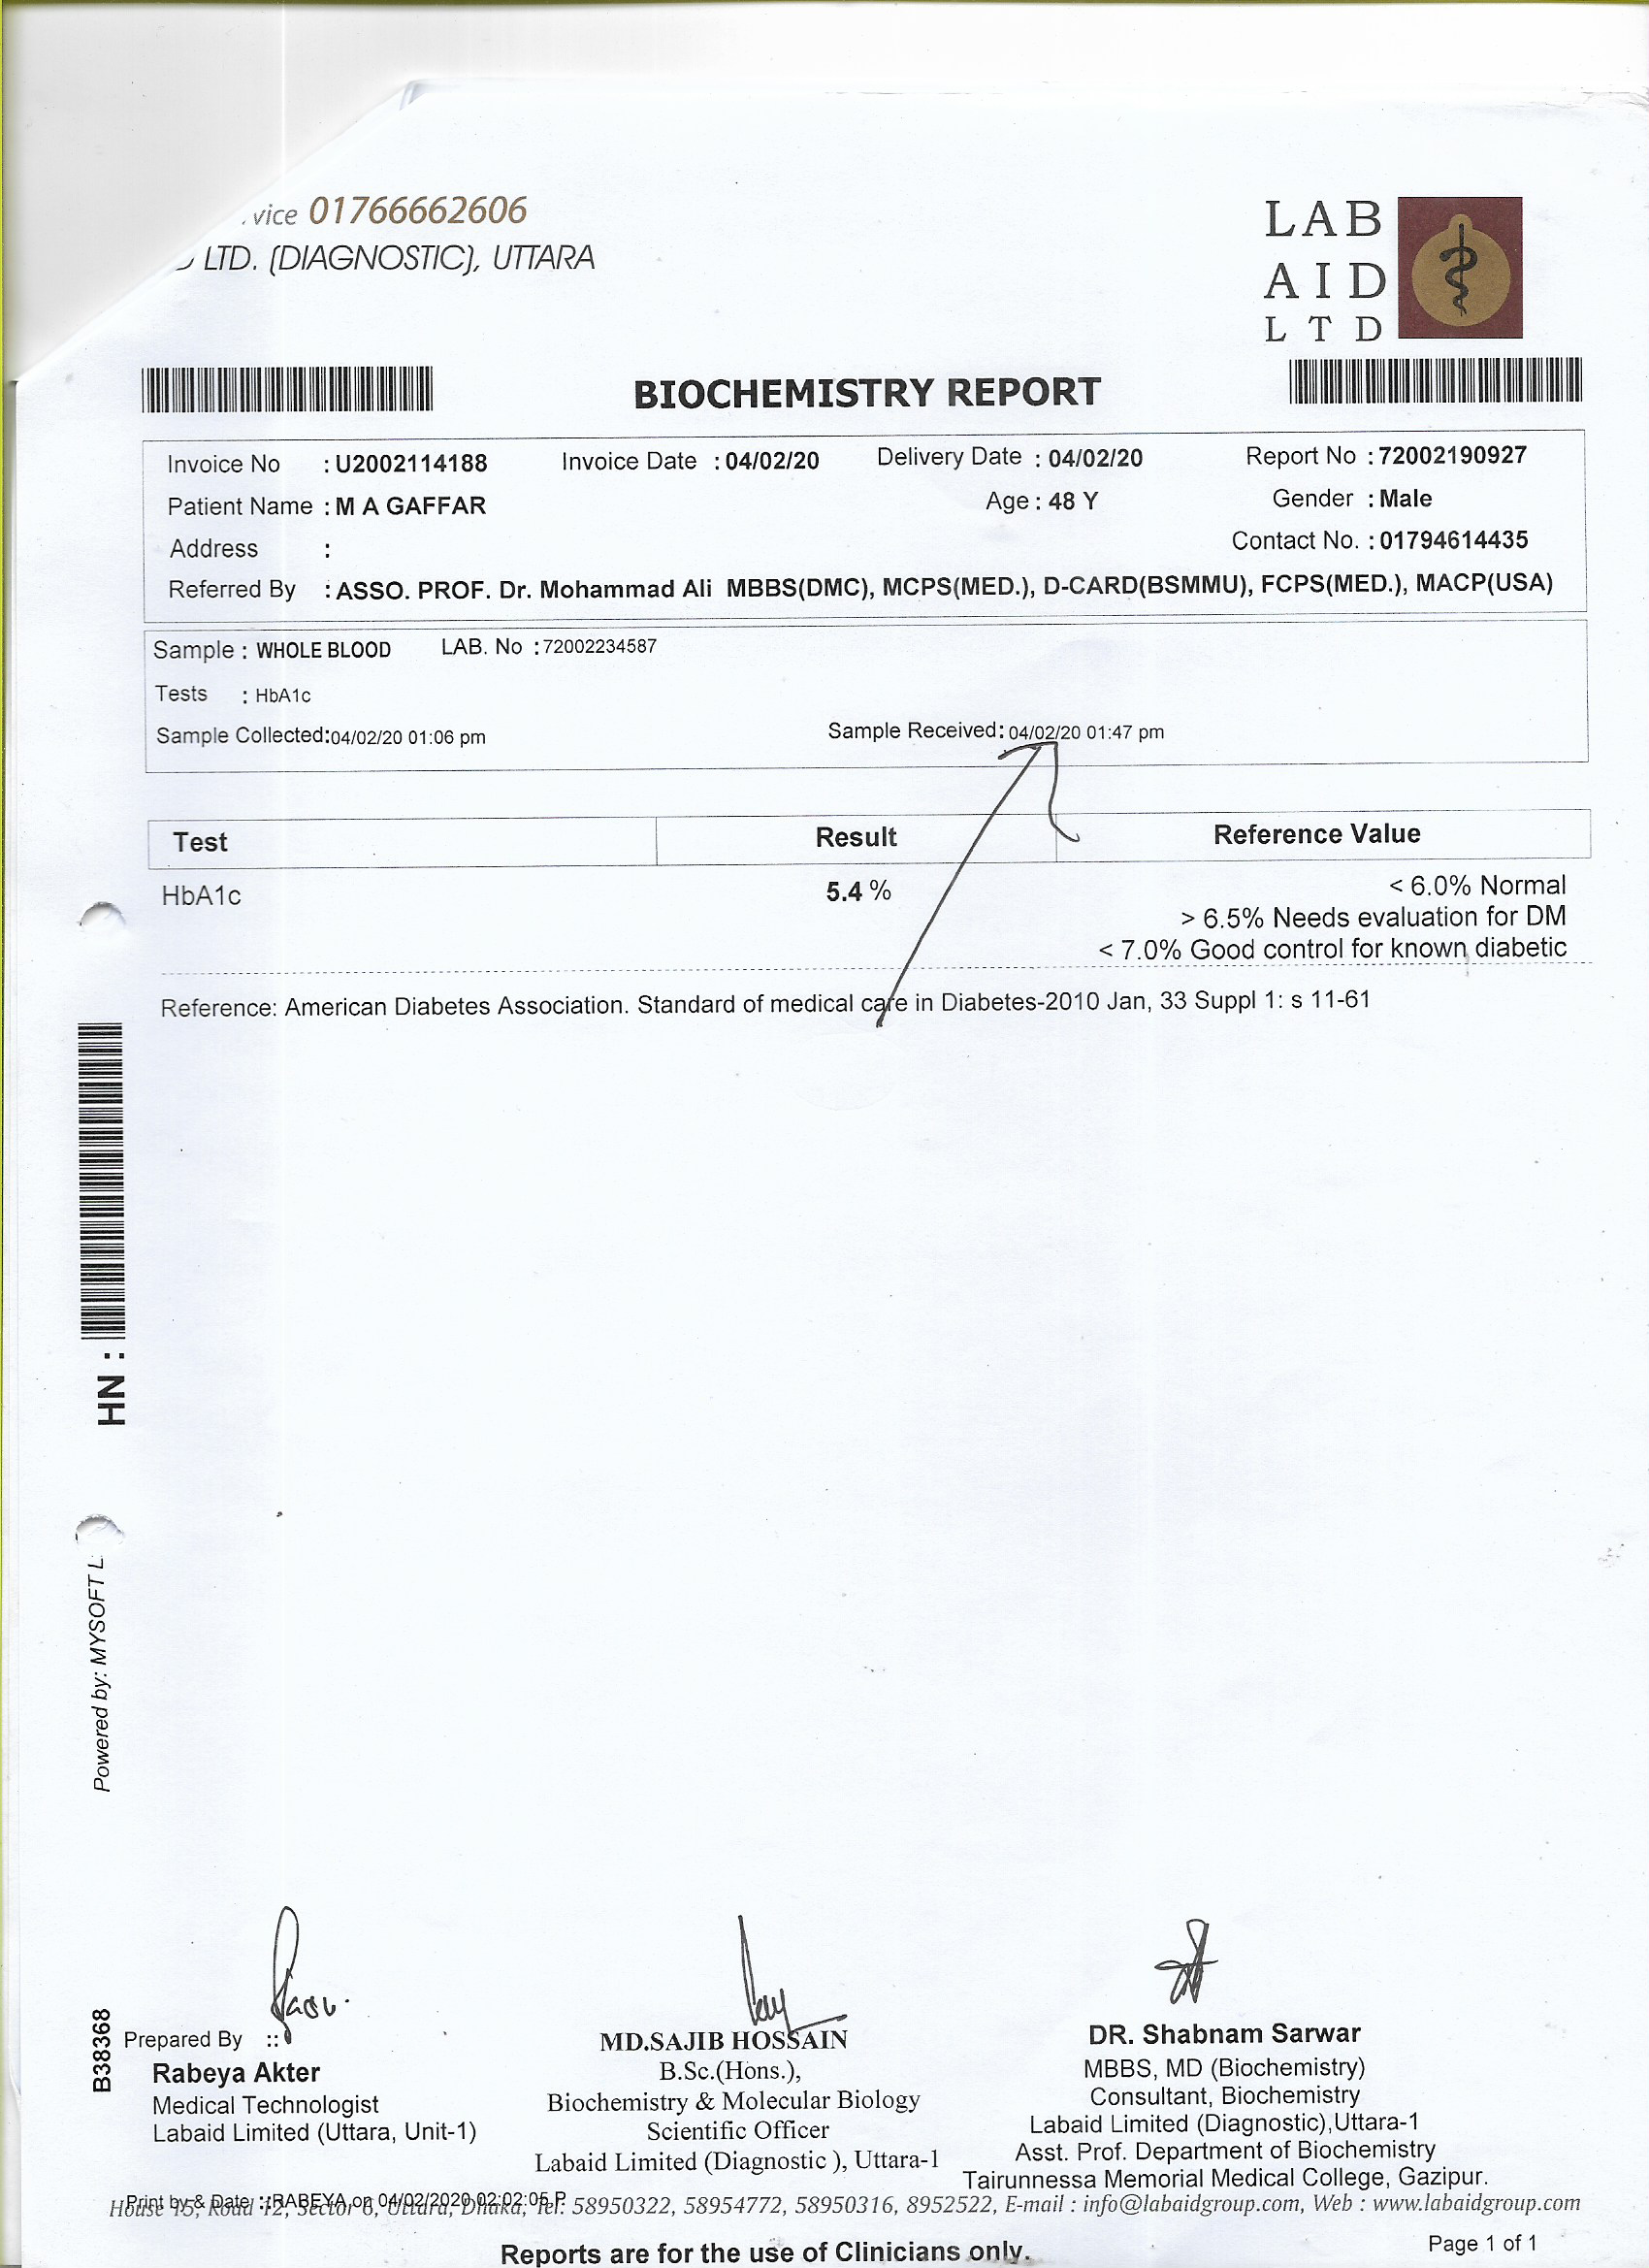 vice 01766662606
LTD. (DIAGNOSTIC), UTTARA
LAB
AID
LTD
BIOCHEMISTRY REPORT
Invoice No : U2002114188 Invoice Date : 04/02/20 Delivery Date : 04/02/20 Report No : 72002190927
Patient Name : M A GAFFAR Age : 48 Y Gender : Male
Address : Contact No. : 01794614435
Referred By : ASSO. PROF. Dr. Mohammad Ali MBBS(DMC), MCPS(MED.), D-CARD(BSMMU), FCPS(MED.), MACP(USA)
Sample : WHOLE BLOOD LAB. No :72002234587
Tests : HbA1c
Sample Collected:04/02/20 01:06 pm Sample Received: 04/02/20 01:47 pm
Test Result Reference Value
HbA1c 5.4 % < 6.0% Normal
> 6.5% Needs evaluation for DM
< 7.0% Good control for known diabetic
Reference: American Diabetes Association. Standard of medical care in Diabetes-2010 Jan, 33 Suppl 1: s 11-61
HN :
Powered by: MYSOFT L
B38368
Prepared By ::
Rabeya Akter
Medical Technologist
Labaid Limited (Uttara, Unit-1)
MD.SAJIB HOSSAIN
B.Sc.(Hons.),
Biochemistry & Molecular Biology
Scientific Officer
Labaid Limited (Diagnostic ), Uttara-1
DR. Shabnam Sarwar
MBBS, MD (Biochemistry)
Consultant, Biochemistry
Labaid Limited (Diagnostic),Uttara-1
Asst. Prof. Department of Biochemistry
Tairunnessa Memorial Medical College, Gazipur.
Print by & Date :: RABEYA on 04/02/2020 02:02:05 P
House 15, Road 12, Sector 6, Uttara, Dhaka, Tel: 58950322, 58954772, 58950316, 8952522, E-mail : info@labaidgroup.com, Web : www.labaidgroup.com
Reports are for the use of Clinicians only.
Page 1 of 1